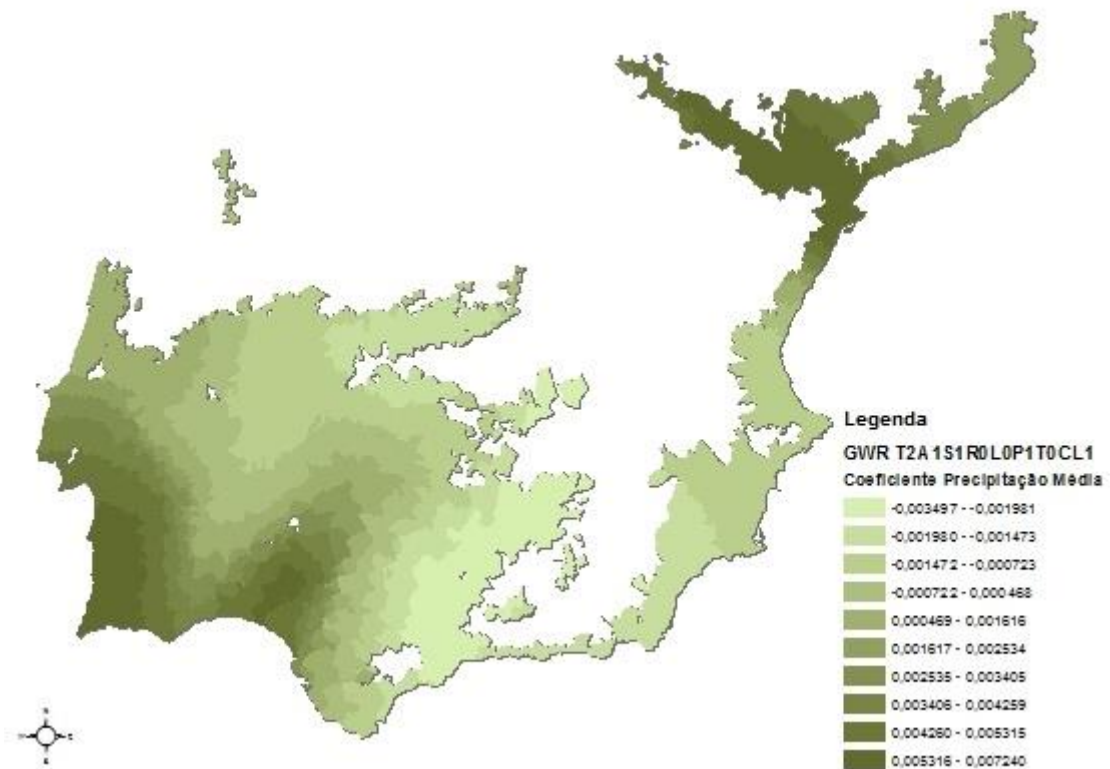 Legenda
GWR T2A1S1R0L0P1T0CL1
Coeficiente Precipitação Média
-0,003497 - -0,001981
-0,001980 - -0,001473
-0,001472 - -0,000723
-0,000722 - 0,000468
0,000469 - 0,001616
0,001617 - 0,002534
0,002535 - 0,003405
0,003406 - 0,004259
0,004260 - 0,005315
0,005316 - 0,007240